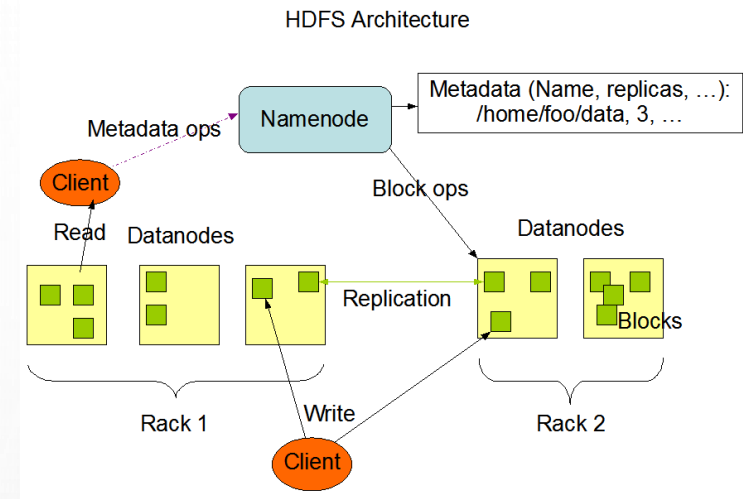 HDFS Architecture
Metadata (Name, replicas, …):
/home/foo/data, 3, …
Namenode
Metadata ops
Client
Block ops
Read
Datanodes
Datanodes
Replication
Blocks
Rack 1
Write
Rack 2
Client